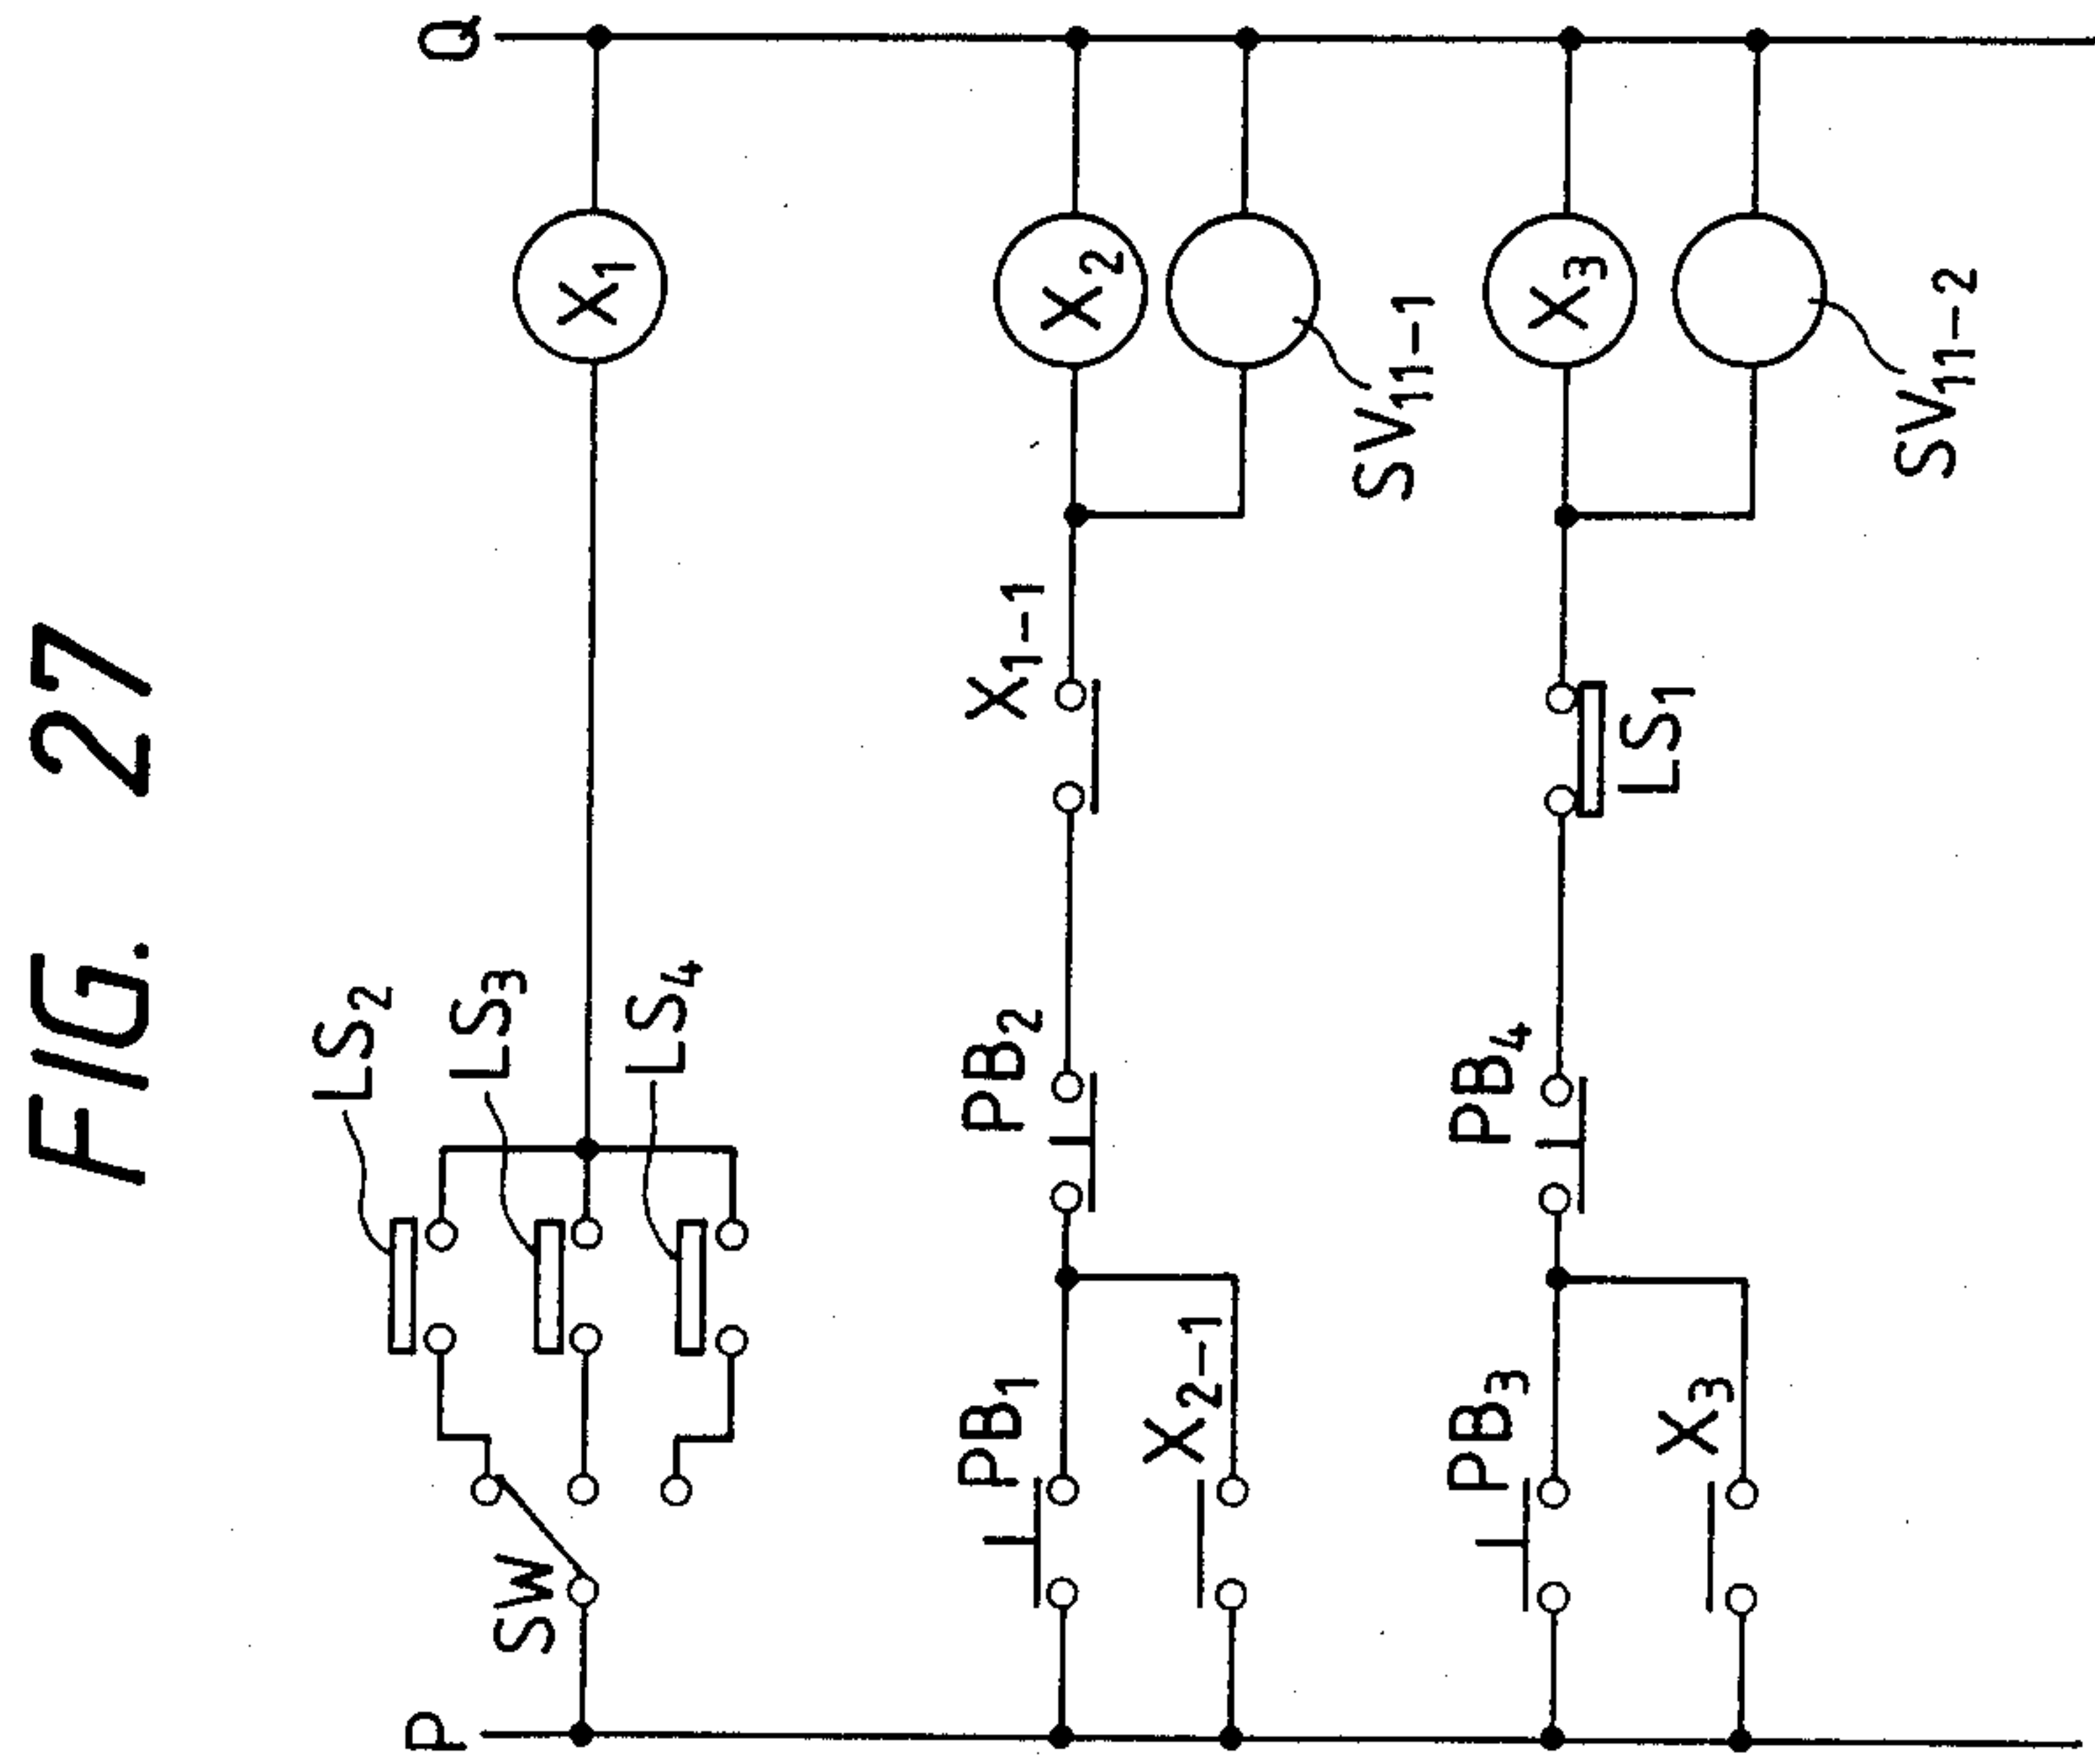 FIG. 27
P
Q
SW
LS2
LS3
LS4
X1
PB1
PB2
X1-1
X2
X2-1
SV11-1
PB3
PB4
LS1
X3
X3
SV11-2